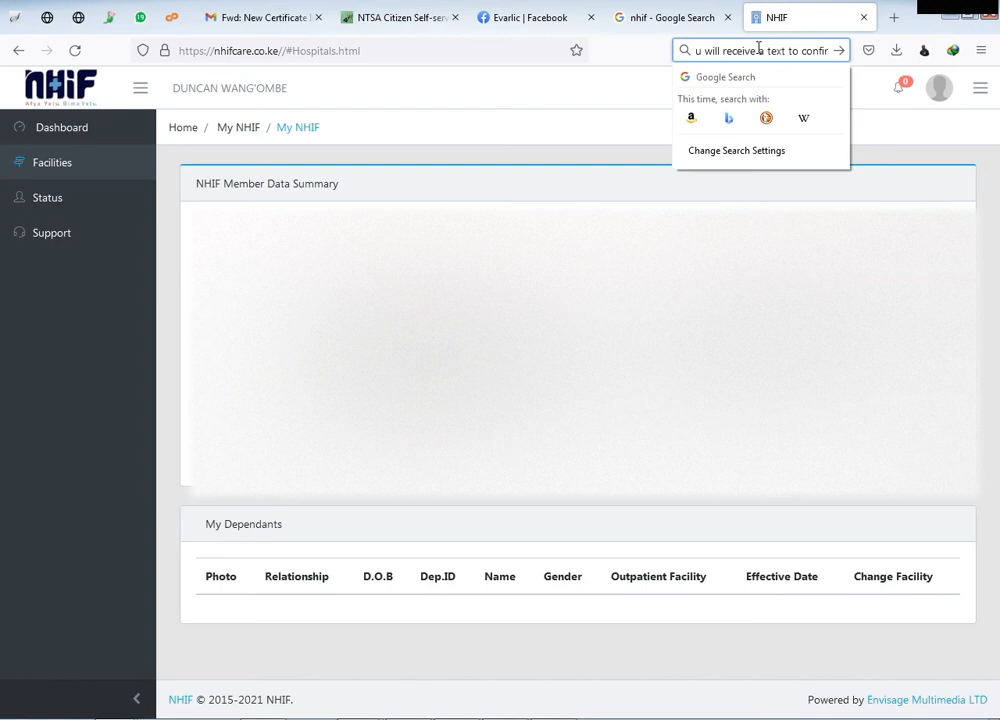 Fwd: New Certificate
NTSA Citizen Self-serv
Evarlic | Facebook
nhif - Google Search
NHIF
https://nhifcare.co.ke//#Hospitals.html
u will receive a text to confir
Google Search
This time, search with:
Change Search Settings
nhif
Afya Yetu Bima Yetu
DUNCAN WANG'OMBE
0
Dashboard
Facilities
Status
Support
Home / My NHIF / My NHIF
NHIF Member Data Summary
My Dependants
Photo Relationship D.O.B Dep.ID Name Gender Outpatient Facility Effective Date Change Facility
NHIF © 2015-2021 NHIF.
Powered by Envisage Multimedia LTD